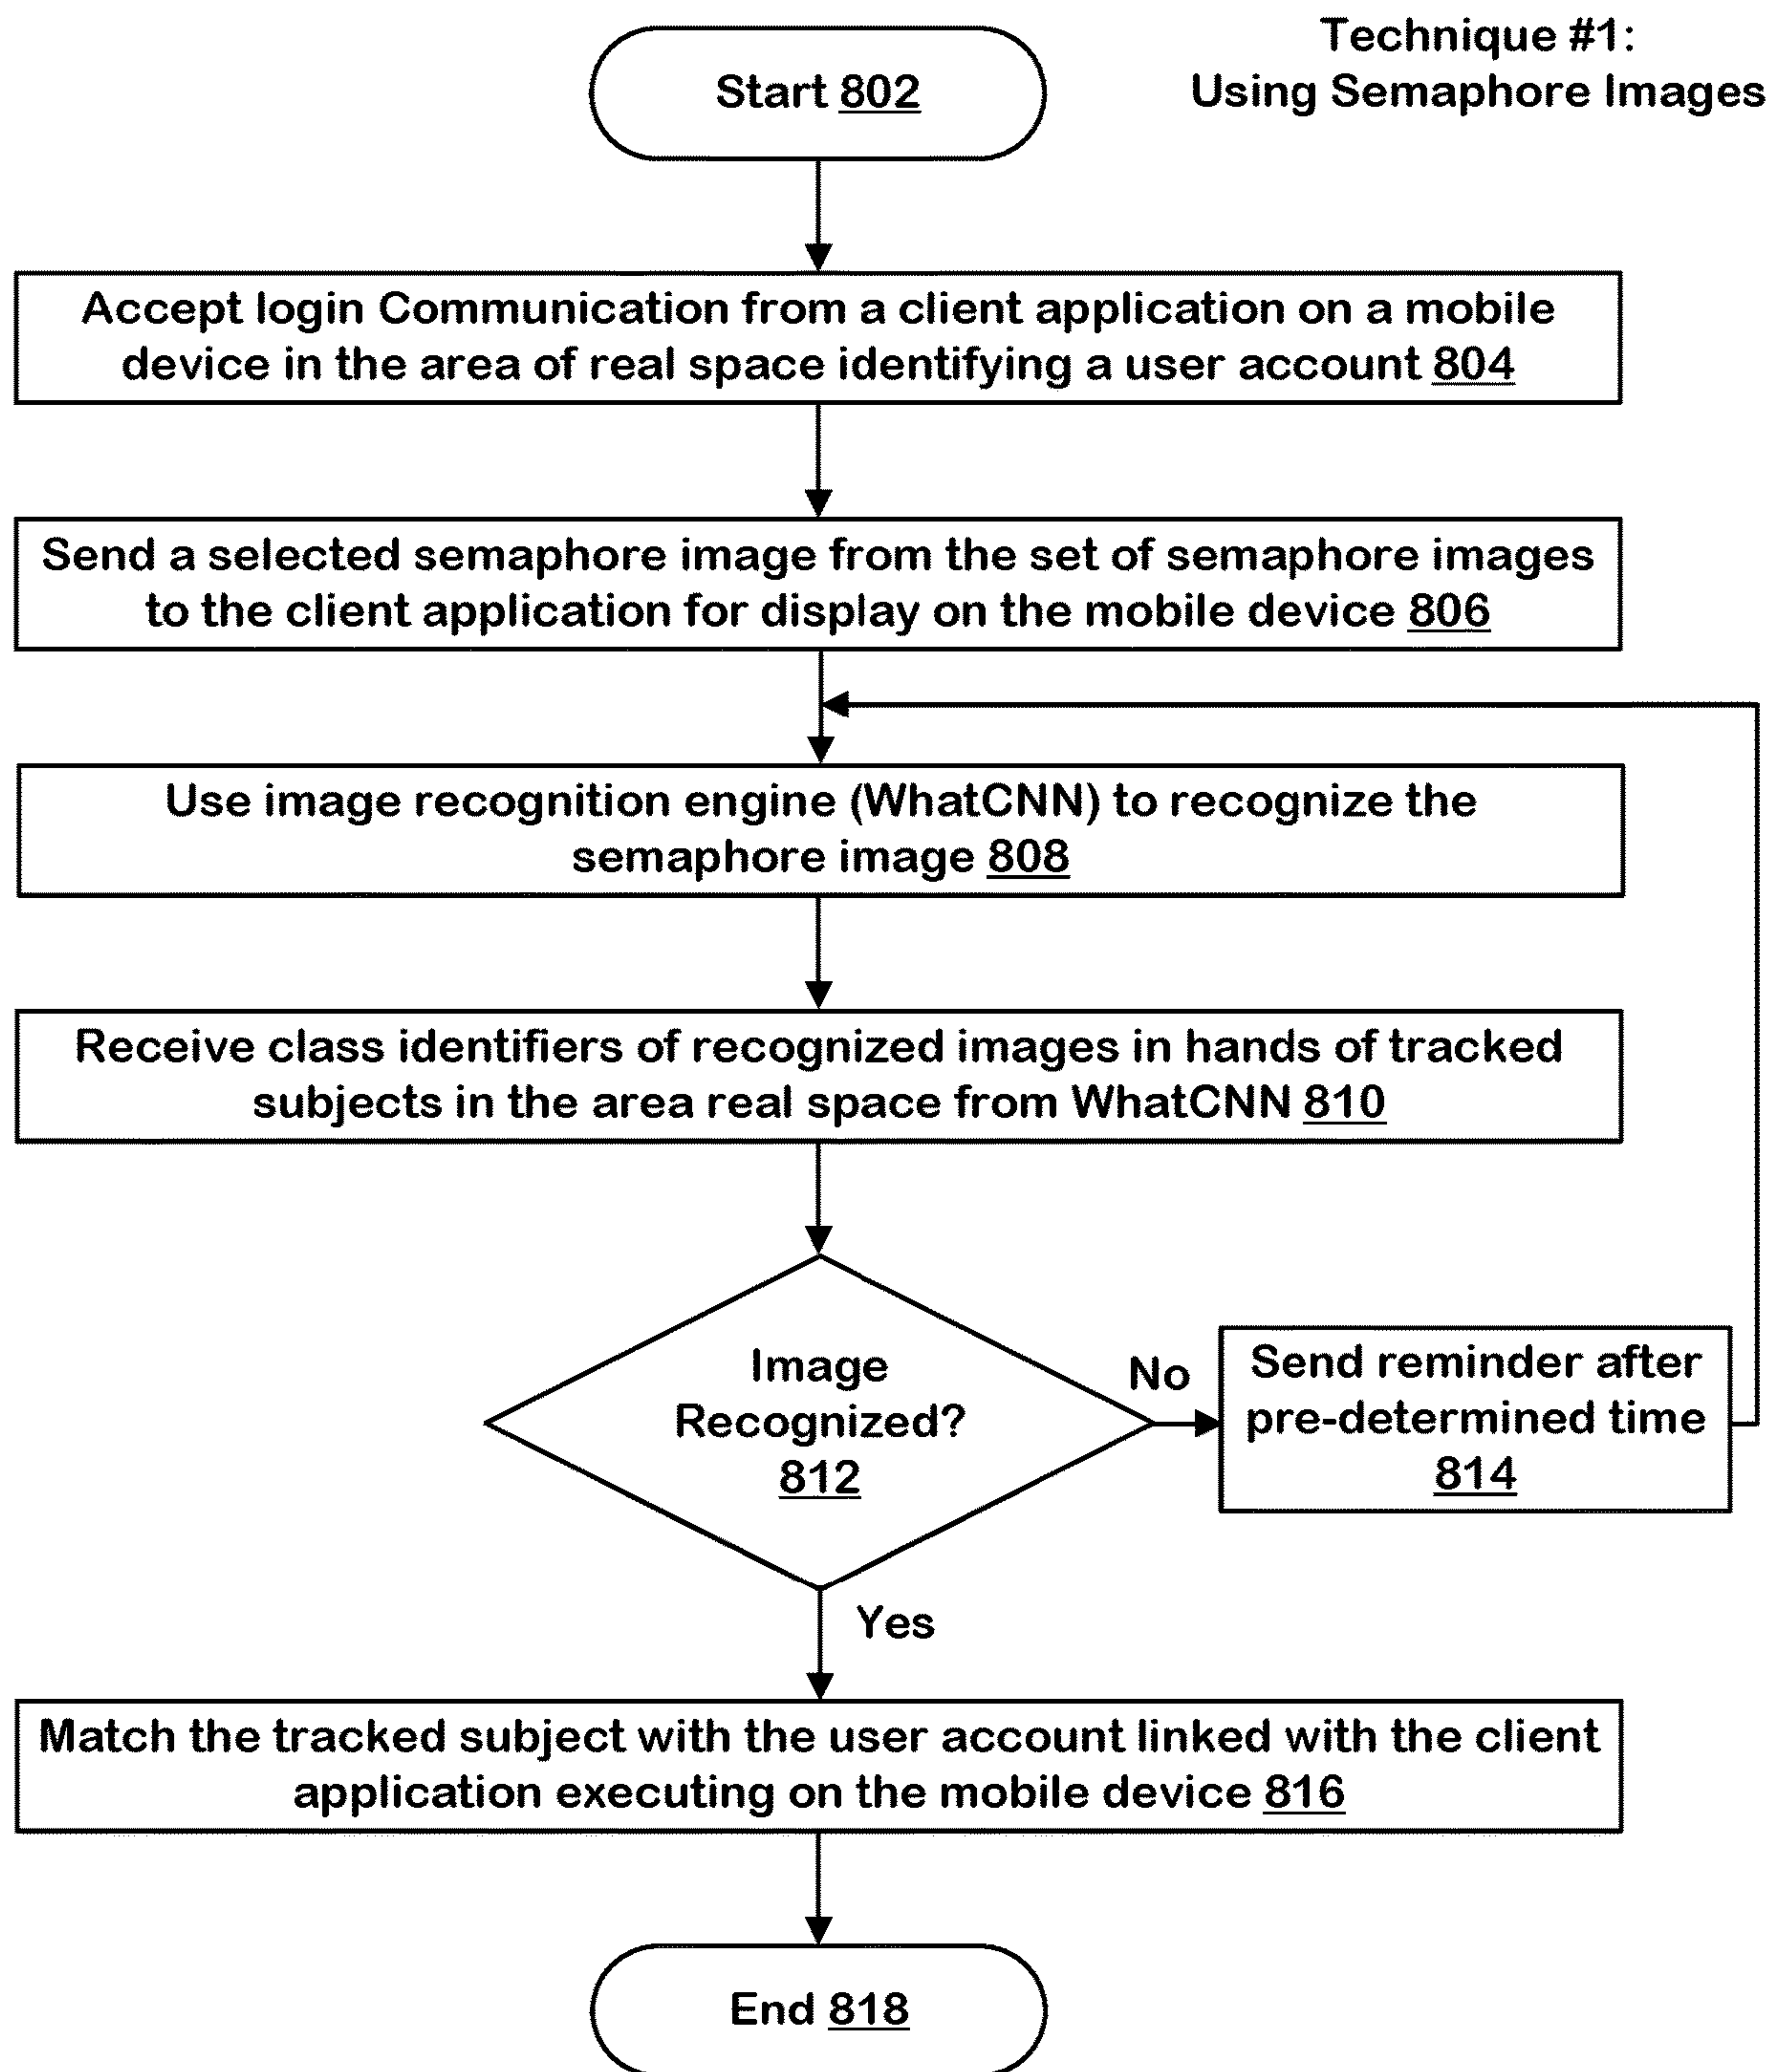 Technique #1:
Using Semaphore Images
Start 802
Accept login Communication from a client application on a mobile
device in the area of real space identifying a user account 804
Send a selected semaphore image from the set of semaphore images
to the client application for display on the mobile device 806
Use image recognition engine (WhatCNN) to recognize the
semaphore image 808
Receive class identifiers of recognized images in hands of tracked
subjects in the area real space from WhatCNN 810
Image
Recognized?
812
No
Send reminder after
pre-determined time
814
Yes
Match the tracked subject with the user account linked with the client
application executing on the mobile device 816
End 818